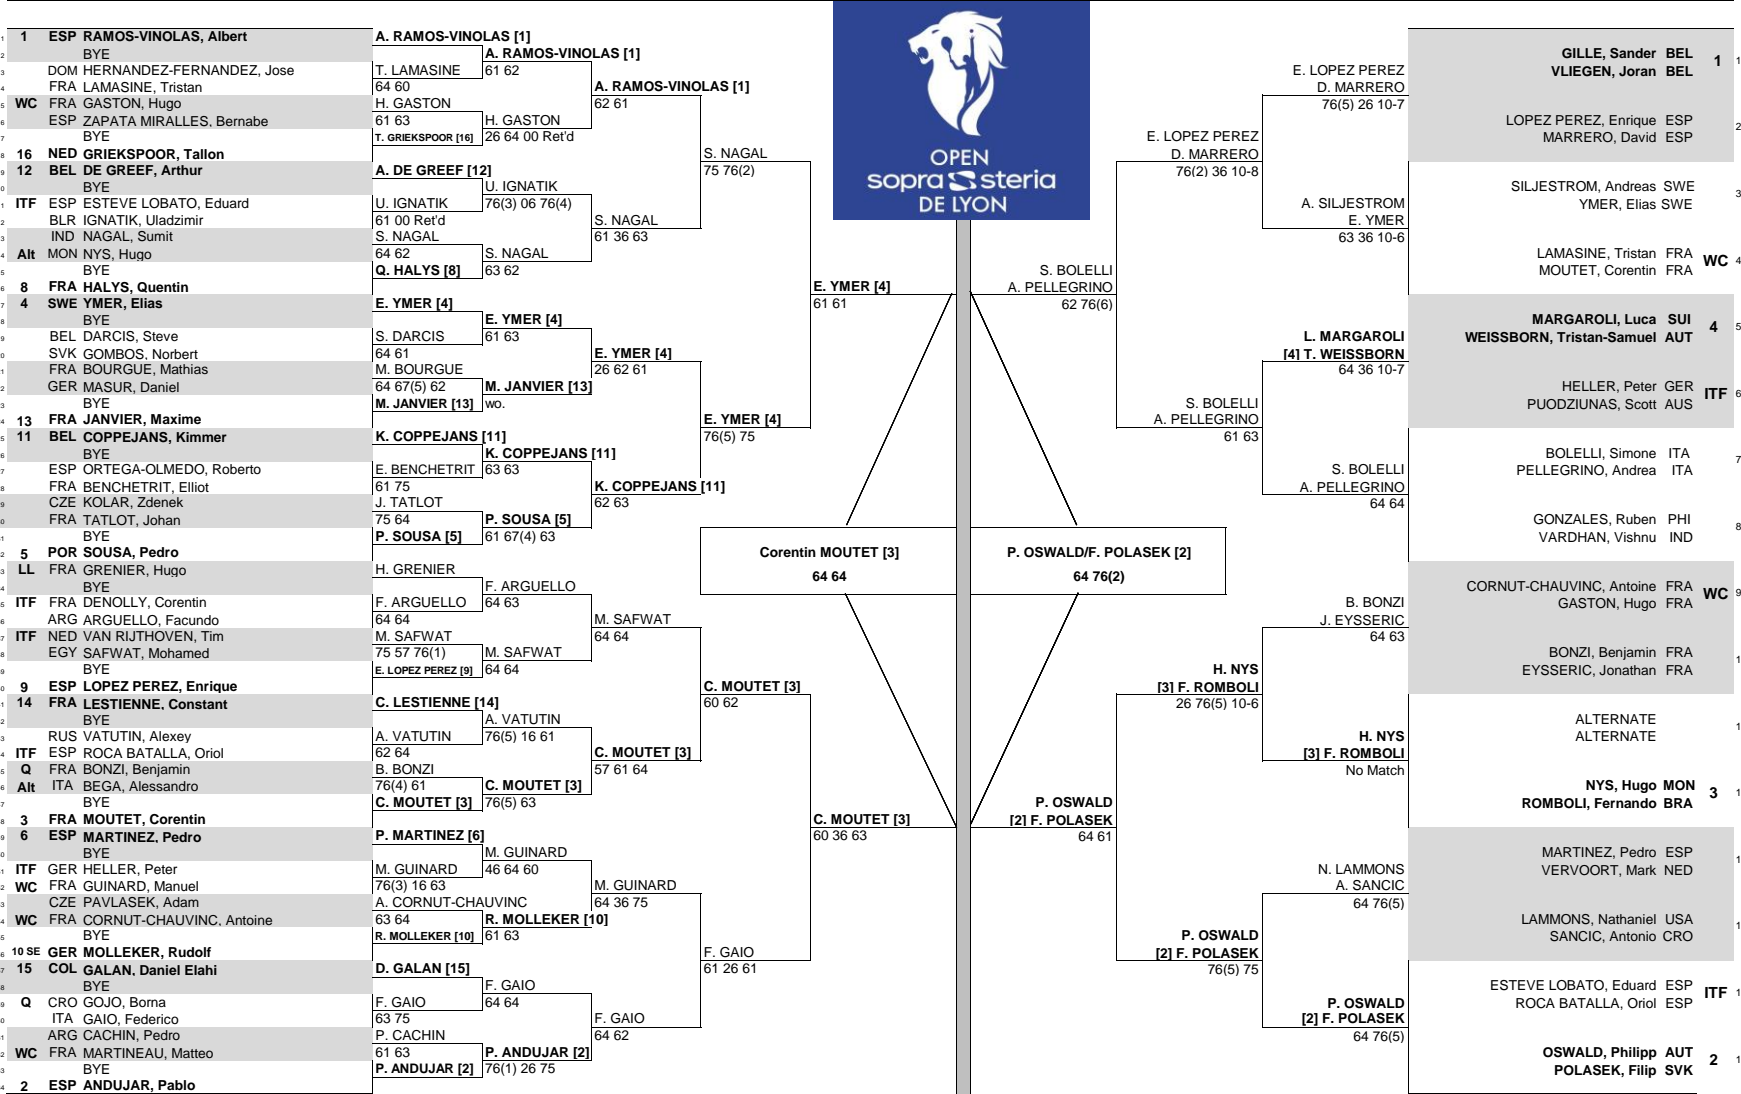 OPEN
sopra steria
DE LYON
1 ESP RAMOS-VINOLAS, Albert
BYE
DOM HERNANDEZ-FERNANDEZ, Jose
FRA LAMASINE, Tristan
WC FRA GASTON, Hugo
ESP ZAPATA MIRALLES, Bernabe
BYE
16 NED GRIEKSPOOR, Tallon
12 BEL DE GREEF, Arthur
BYE
ITF ESP ESTEVE LOBATO, Eduard
BLR IGNATIK, Uladzimir
IND NAGAL, Sumit
Alt MON NYS, Hugo
BYE
8 FRA HALYS, Quentin
4 SWE YMER, Elias
BYE
BEL DARCIS, Steve
SVK GOMBOS, Norbert
FRA BOURGUE, Mathias
GER MASUR, Daniel
BYE
13 FRA JANVIER, Maxime
11 BEL COPPEJANS, Kimmer
BYE
ESP ORTEGA-OLMEDO, Roberto
FRA BENCHETRIT, Elliot
CZE KOLAR, Zdenek
FRA TATLOT, Johan
BYE
5 POR SOUSA, Pedro
LL FRA GRENIER, Hugo
BYE
ITF FRA DENOLLY, Corentin
ARG ARGUELLO, Facundo
ITF NED VAN RIJTHOVEN, Tim
EGY SAFWAT, Mohamed
BYE
9 ESP LOPEZ PEREZ, Enrique
14 FRA LESTIENNE, Constant
BYE
RUS VATUTIN, Alexey
ITF ESP ROCA BATALLA, Oriol
Q FRA BONZI, Benjamin
Alt ITA BEGA, Alessandro
BYE
3 FRA MOUTET, Corentin
6 ESP MARTINEZ, Pedro
BYE
ITF GER HELLER, Peter
WC FRA GUINARD, Manuel
CZE PAVLASEK, Adam
WC FRA CORNUT-CHAUVINC, Antoine
BYE
10 SE GER MOLLEKER, Rudolf
15 COL GALAN, Daniel Elahi
BYE
Q CRO GOJO, Borna
ITA GAIO, Federico
ARG CACHIN, Pedro
WC FRA MARTINEAU, Matteo
BYE
2 ESP ANDUJAR, Pablo
A. RAMOS-VINOLAS [1]
T. LAMASINE
64 60
H. GASTON
61 63
T. GRIEKSPOOR [16]
A. DE GREEF [12]
U. IGNATIK
61 00 Ret'd
S. NAGAL
64 62
Q. HALYS [8]
E. YMER [4]
S. DARCIS
64 61
M. BOURGUE
64 67(5) 62
M. JANVIER [13]
K. COPPEJANS [11]
E. BENCHETRIT
61 75
J. TATLOT
75 64
P. SOUSA [5]
H. GRENIER
F. ARGUELLO
64 64
M. SAFWAT
75 57 76(1)
E. LOPEZ PEREZ [9]
C. LESTIENNE [14]
A. VATUTIN
62 64
B. BONZI
76(4) 61
C. MOUTET [3]
P. MARTINEZ [6]
M. GUINARD
76(3) 16 63
A. CORNUT-CHAUVINC
63 64
R. MOLLEKER [10]
D. GALAN [15]
F. GAIO
63 75
P. CACHIN
61 63
P. ANDUJAR [2]
A. RAMOS-VINOLAS [1]
61 62
H. GASTON
26 64 00 Ret'd
U. IGNATIK
76(3) 06 76(4)
S. NAGAL
63 62
E. YMER [4]
61 63
M. JANVIER [13]
wo.
K. COPPEJANS [11]
63 63
P. SOUSA [5]
61 67(4) 63
F. ARGUELLO
64 63
M. SAFWAT
64 64
A. VATUTIN
76(5) 16 61
C. MOUTET [3]
76(5) 63
M. GUINARD
46 64 60
R. MOLLEKER [10]
61 63
F. GAIO
64 64
P. ANDUJAR [2]
76(1) 26 75
A. RAMOS-VINOLAS [1]
62 61
S. NAGAL
61 36 63
E. YMER [4]
26 62 61
K. COPPEJANS [11]
62 63
M. SAFWAT
64 64
C. MOUTET [3]
57 61 64
M. GUINARD
64 36 75
F. GAIO
64 62
S. NAGAL
75 76(2)
E. YMER [4]
76(5) 75
C. MOUTET [3]
60 62
F. GAIO
61 26 61
E. YMER [4]
61 61
C. MOUTET [3]
60 36 63
Corentin MOUTET [3]
64 64
P. OSWALD/F. POLASEK [2]
64 76(2)
S. BOLELLI
A. PELLEGRINO
62 76(6)
P. OSWALD
[2] F. POLASEK
64 61
E. LOPEZ PEREZ
D. MARRERO
76(2) 36 10-8
S. BOLELLI
A. PELLEGRINO
61 63
H. NYS
[3] F. ROMBOLI
26 76(5) 10-6
P. OSWALD
[2] F. POLASEK
76(5) 75
E. LOPEZ PEREZ
D. MARRERO
76(5) 26 10-7
A. SILJESTROM
E. YMER
63 36 10-6
L. MARGAROLI
[4] T. WEISSBORN
64 36 10-7
S. BOLELLI
A. PELLEGRINO
64 64
B. BONZI
J. EYSSERIC
64 63
H. NYS
[3] F. ROMBOLI
No Match
N. LAMMONS
A. SANCIC
64 76(5)
P. OSWALD
[2] F. POLASEK
64 76(5)
GILLE, Sander BEL 1
VLIEGEN, Joran BEL
LOPEZ PEREZ, Enrique ESP
MARRERO, David ESP
SILJESTROM, Andreas SWE
YMER, Elias SWE
LAMASINE, Tristan FRA WC
MOUTET, Corentin FRA
MARGAROLI, Luca SUI 4
WEISSBORN, Tristan-Samuel AUT
HELLER, Peter GER ITF
PUODZIUNAS, Scott AUS
BOLELLI, Simone ITA
PELLEGRINO, Andrea ITA
GONZALES, Ruben PHI
VARDHAN, Vishnu IND
CORNUT-CHAUVINC, Antoine FRA WC
GASTON, Hugo FRA
BONZI, Benjamin FRA
EYSSERIC, Jonathan FRA
ALTERNATE
ALTERNATE
NYS, Hugo MON 3
ROMBOLI, Fernando BRA
MARTINEZ, Pedro ESP
VERVOORT, Mark NED
LAMMONS, Nathaniel USA
SANCIC, Antonio CRO
ESTEVE LOBATO, Eduard ESP ITF
ROCA BATALLA, Oriol ESP
OSWALD, Philipp AUT 2
POLASEK, Filip SVK